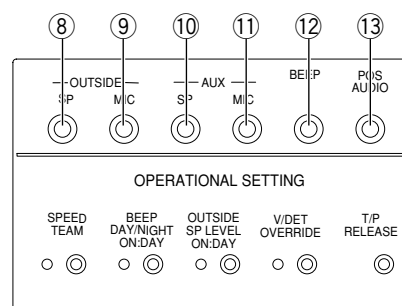 ⑧ ⑨ ⑩ ⑪ ⑫ ⑬
OUTSIDE AUX BEEP POS
SP MIC SP MIC AUDIO
OPERATIONAL SETTING
SPEED BEEP OUTSIDE V/DET T/P
TEAM DAY/NIGHT SP LEVEL OVERRIDE RELEASE
ON:DAY ON:DAY